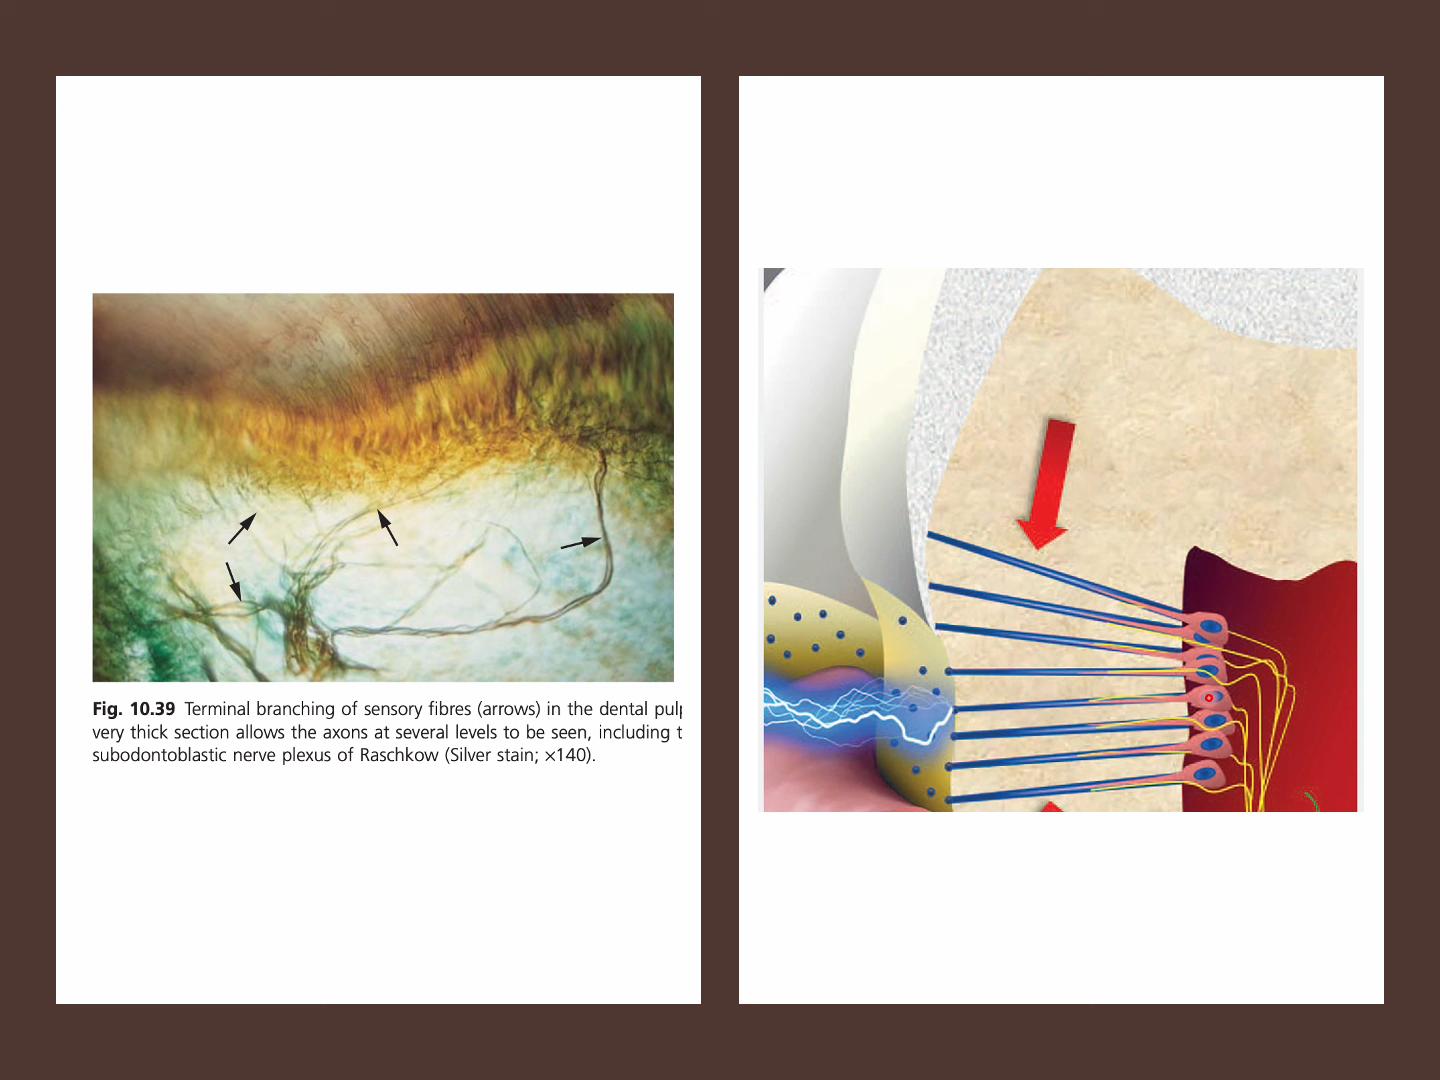 Fig. 10.39 Terminal branching of sensory fibres (arrows) in the dental
very thick section allows the axons at several levels to be seen, including
subodontoblastic nerve plexus of Raschkow (Silver stain; ×140).